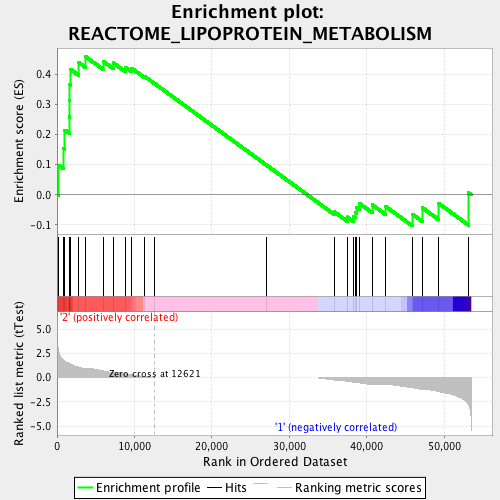 Enrichment plot:
REACTOME_LIPOPROTEIN_METABOLISM
Enrichment score (ES)
0.4
0.3
0.2
0.1
0.0
-0.1
'2' (positively correlated)
Ranked list metric (tTest)
5.0
2.5
0.0
-2.5
-5.0
Zero cross at 12621
'1' (negatively correlated)
0
10,000
20,000
30,000
40,000
50,000
Rank in Ordered Dataset
Enrichment profile
Hits
Ranking metric scores